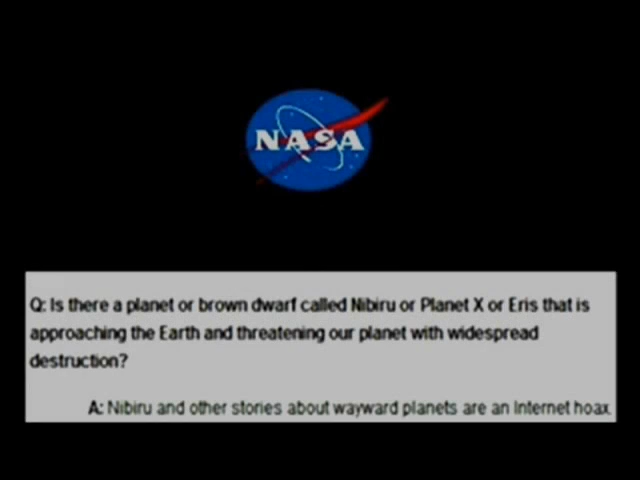 NASA
Q: Is there a planet or brown dwarf called Nibiru or Planet X or Eris that is
approaching the Earth and threatening our planet with widespread
destruction?
A: Nibiru and other stories about wayward planets are an Internet hoax.